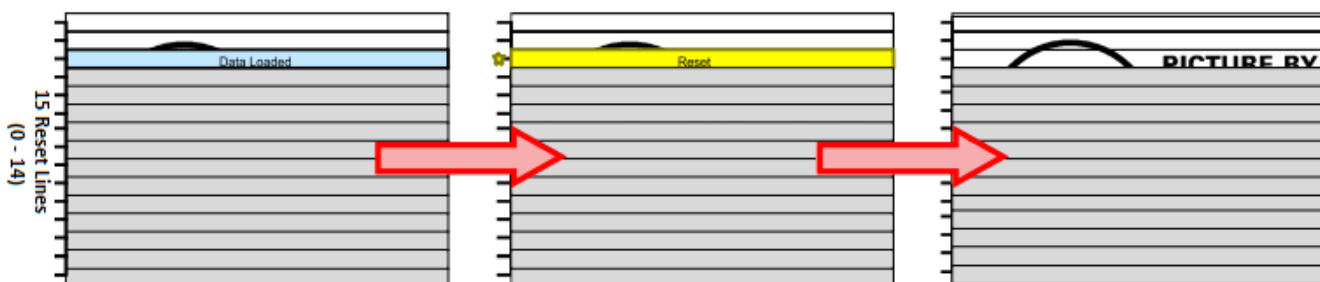 Data Loaded
Reset
PICTURE BY
15 Reset Lines
(0 - 14)